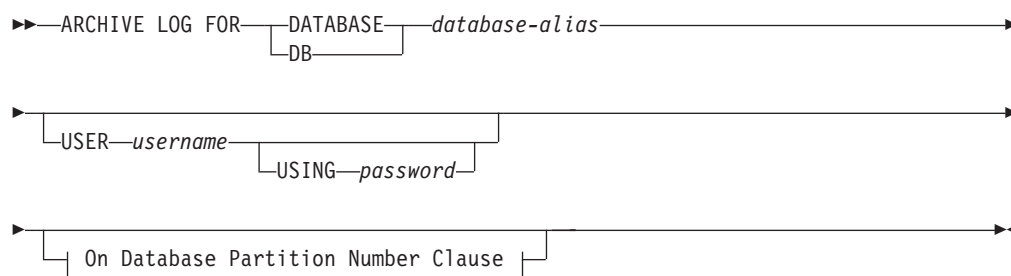 ARCHIVE LOG FOR DATABASE database-alias
DB
USER username
USING password
On Database Partition Number Clause